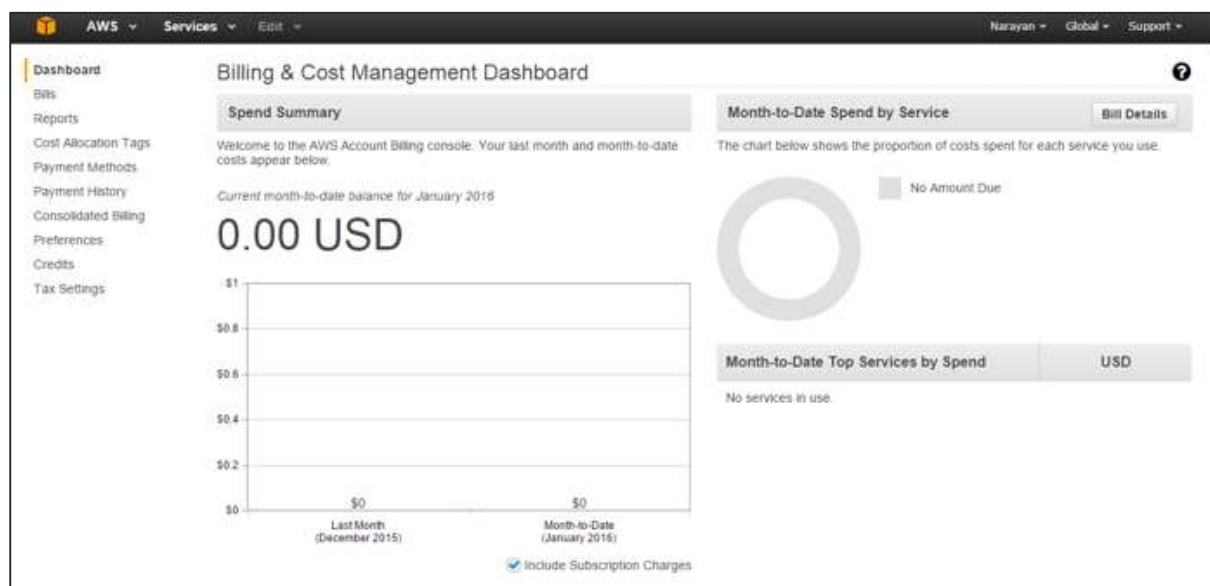 AWS Services Edit Narayan Global Support
Dashboard
Bills
Reports
Cost Allocation Tags
Payment Methods
Payment History
Consolidated Billing
Preferences
Credits
Tax Settings
Billing & Cost Management Dashboard
Spend Summary
Welcome to the AWS Account Billing console. Your last month and month-to-date
costs appear below.
Current month-to-date balance for January 2016
0.00 USD
$1
$0.8
$0.6
$0.4
$0.2
$0
$0 $0
Last Month
(December 2015)
Month-to-Date
(January 2016)
Include Subscription Charges
Month-to-Date Spend by Service Bill Details
The chart below shows the proportion of costs spent for each service you use.
No Amount Due
Month-to-Date Top Services by Spend USD
No services in use.